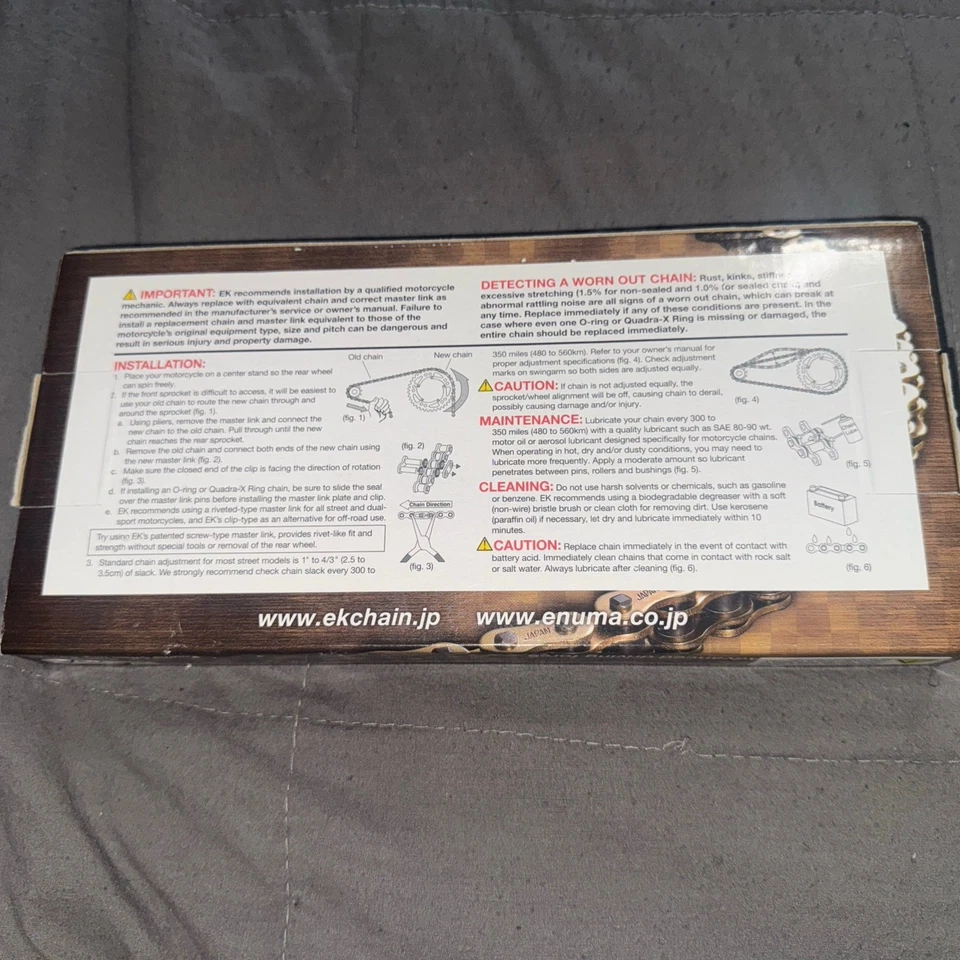 IMPORTANT: EK recommends installation by a qualified motorcycle
mechanic. Always replace with equivalent chain and correct master link as
recommended in the manufacturer's service or owner's manual. Failure to
install a replacement chain and master link equivalent to those of the
motorcycle's original equipment type, size and pitch can be dangerous and
result in serious injury and property damage.
INSTALLATION:
1. Place your motorcycle on a center stand so the rear wheel
can spin freely.
2. If the front sprocket is difficult to access, it will be easiest to
use your old chain to route the new chain through and
around the sprocket (fig. 1).
a. Using pliers, remove the master link and connect the
new chain to the old chain. Pull through until the new
chain reaches the rear sprocket.
b. Remove the old chain and connect both ends of the new chain using
the new master link (fig. 2).
c. Make sure the closed end of the clip is facing the direction of rotation
(fig. 3).
d. If installing an O-ring or Quadra-X Ring chain, be sure to slide the seal
over the master link pins before installing the master link plate and clip.
e. EK recommends using a riveted-type master link for all street and dual-
sport motorcycles, and EK's clip-type as an alternative for off-road use.
Try using EK's patented screw-type master link, provides rivet-like fit and
strength without special tools or removal of the rear wheel.
3. Standard chain adjustment for most street models is 1" to 4/3" (2.5 to
3.5cm) of slack. We strongly recommend check chain slack every 300 to
Old chain
New chain
(fig. 1)
(fig. 2)
Chain Direction
(fig. 3)
DETECTING A WORN OUT CHAIN: Rust, kinks,
excessive stretching (1.5% for non-sealed and 1.0% for sealed and
abnormal rattling noise are all signs of a worn out chain, which can break at
any time. Replace immediately if any of these conditions are present. In the
case where even one O-ring or Quadra-X Ring is missing or damaged, the
entire chain should be replaced immediately.
350 miles (480 to 560km). Refer to your owner's manual for
proper adjustment specifications (fig. 4). Check adjustment
marks on swingarm so both sides are adjusted equally.
CAUTION: If chain is not adjusted equally, the
sprocket/wheel alignment will be off, causing chain to derail,
possibly causing damage and/or injury.
(fig. 4)
MAINTENANCE: Lubricate your chain every 300 to
350 miles (480 to 560km) with a quality lubricant such as SAE 80-90 wt.
motor oil or aerosol lubricant designed specifically for motorcycle chains.
When operating in hot, dry and/or dusty conditions, you may need to
lubricate more frequently. Apply a moderate amount so lubricant
penetrates between pins, rollers and bushings (fig. 5).
(fig. 5)
CLEANING: Do not use harsh solvents or chemicals, such as gasoline
or benzene. EK recommends using a biodegradable degreaser with a soft
(non-wire) bristle brush or clean cloth for removing dirt. Use kerosene
(paraffin oil) if necessary, let dry and lubricate immediately within 10
minutes.
Battery
CAUTION: Replace chain immediately in the event of contact with
battery acid. Immediately clean chains that come in contact with rock salt
or salt water. Always lubricate after cleaning (fig. 6).
(fig. 6)
www.ekchain.jp www.enuma.co.jp
JAPAN
JAPAN